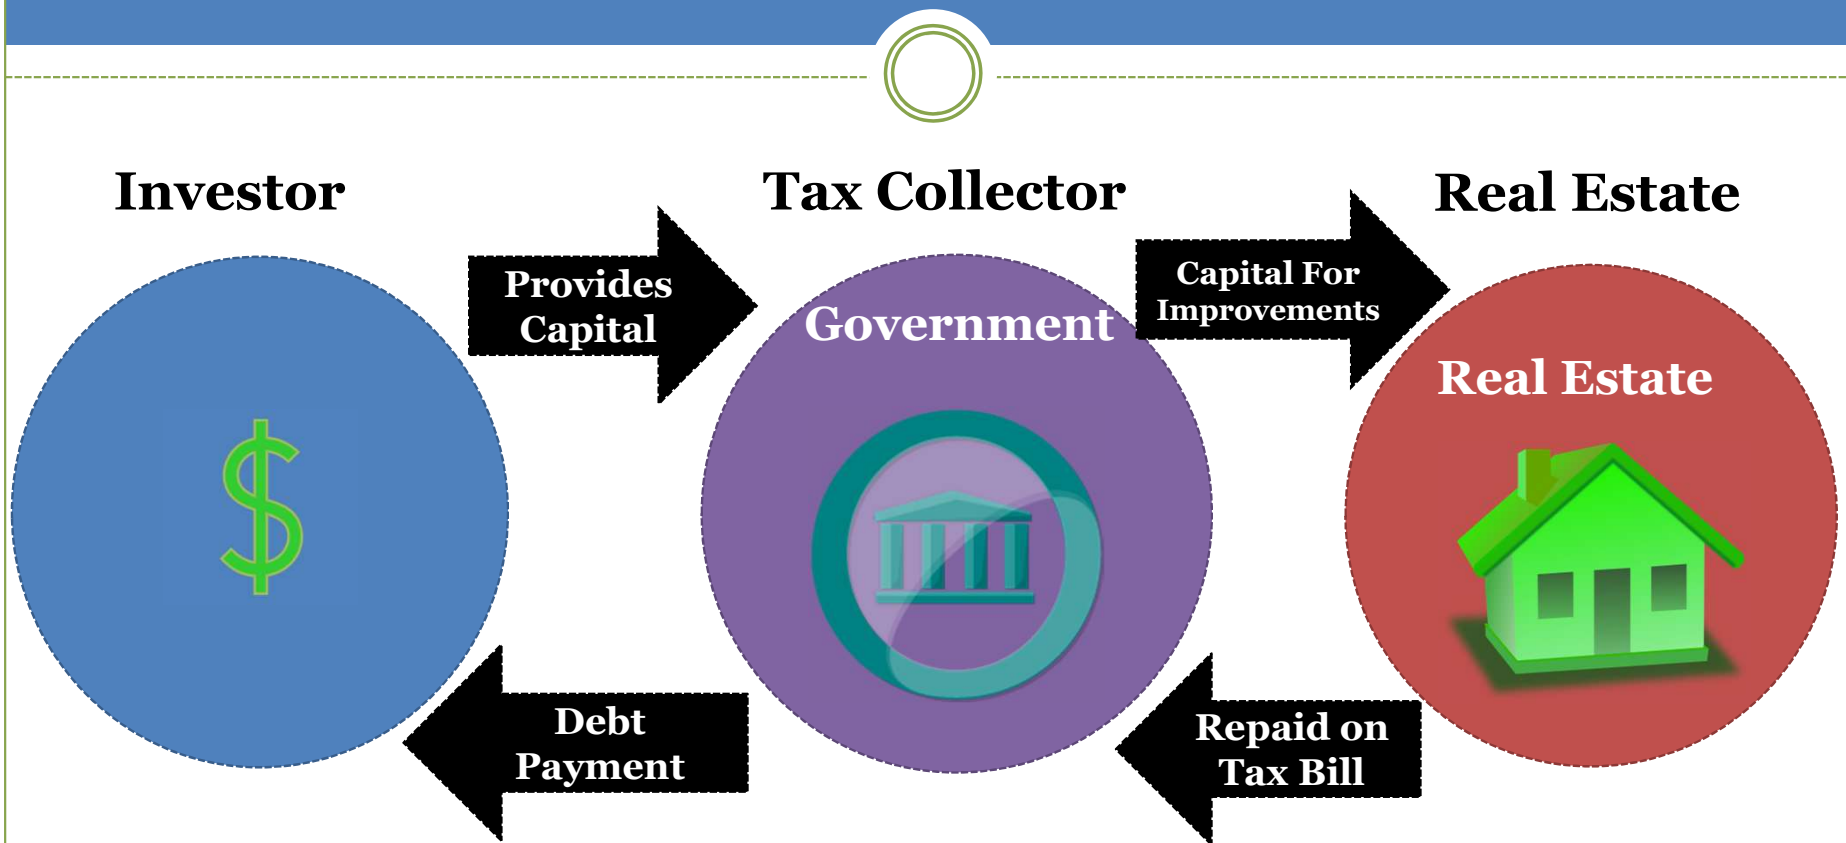 Investor
Tax Collector
Real Estate
Provides
Capital
Capital For
Improvements
Government
Real Estate
$
Debt
Payment
Repaid on
Tax Bill